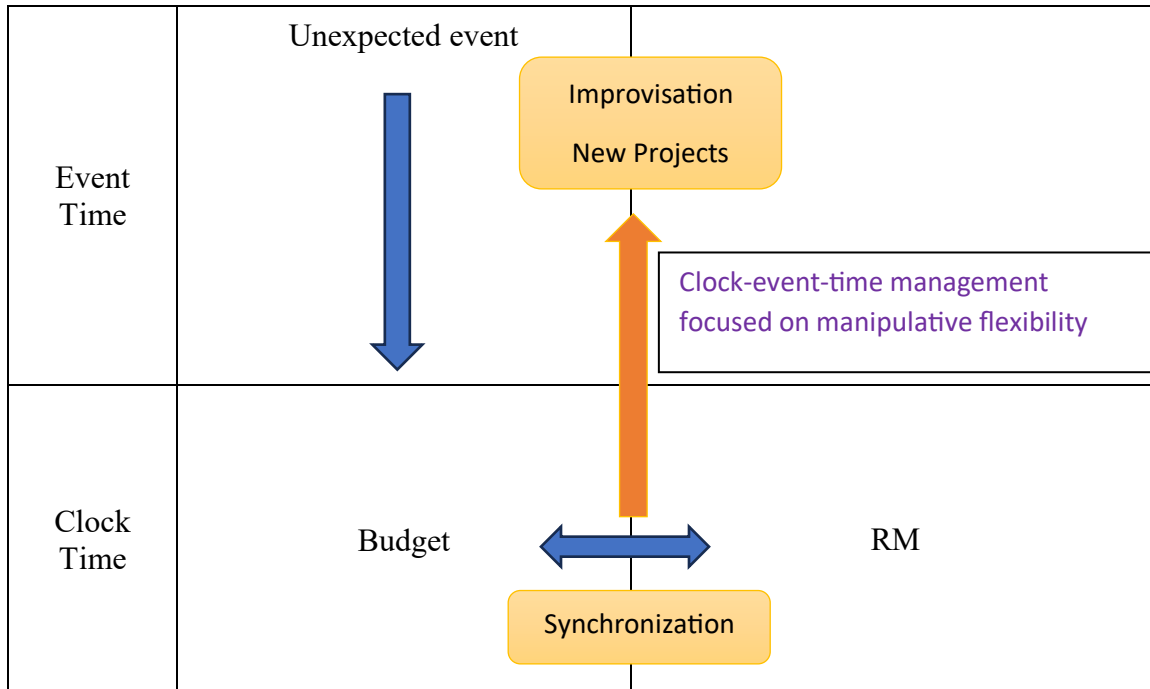 Unexpected event
Improvisation
New Projects
Event
Time
Clock-event-time management
focused on manipulative flexibility
Clock
Time
Budget
RM
Synchronization